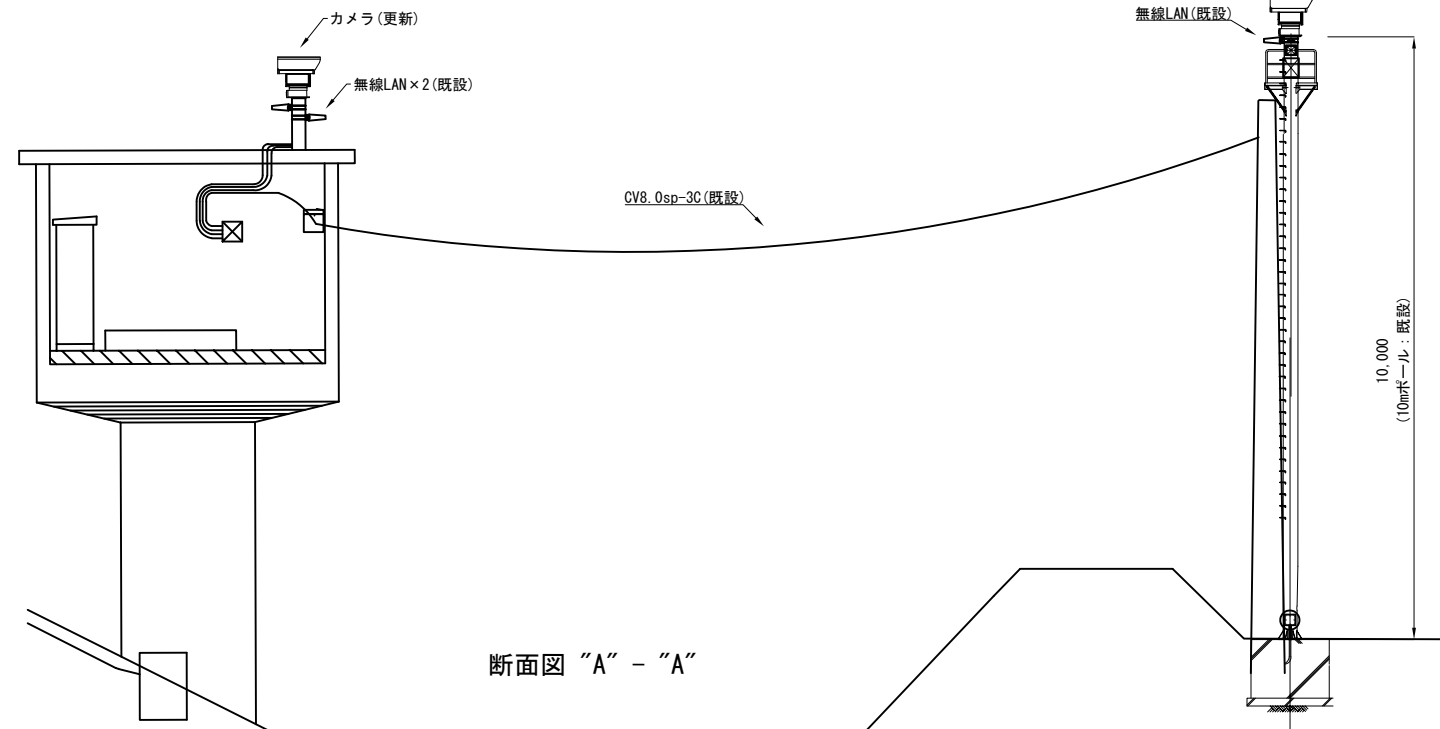 カメラ(更新)
無線LAN×2(既設)
無線LAN(既設)
CV8.0sp-3C(既設)
10,000
(10mポール:既設)
断面図 "A" - "A"